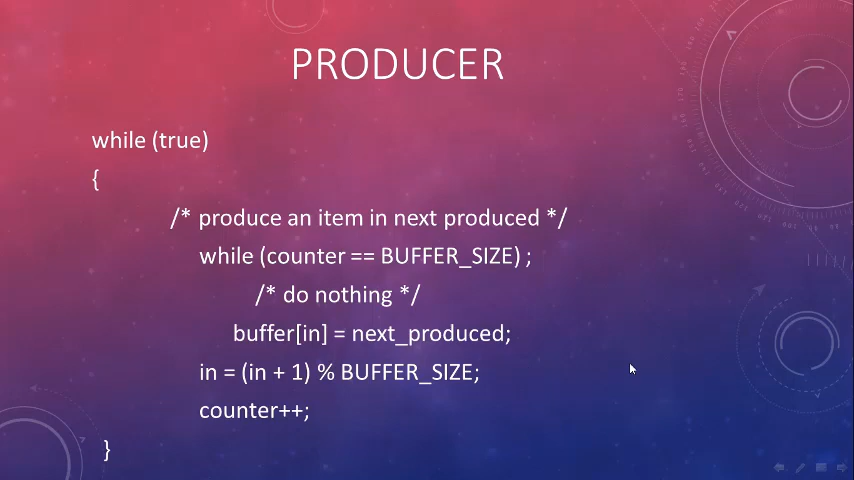 PRODUCER
while (true)
{
/* produce an item in next produced */
while (counter == BUFFER_SIZE) ;
/* do nothing */
buffer[in] = next_produced;
in = (in + 1) % BUFFER_SIZE;
counter++;
}